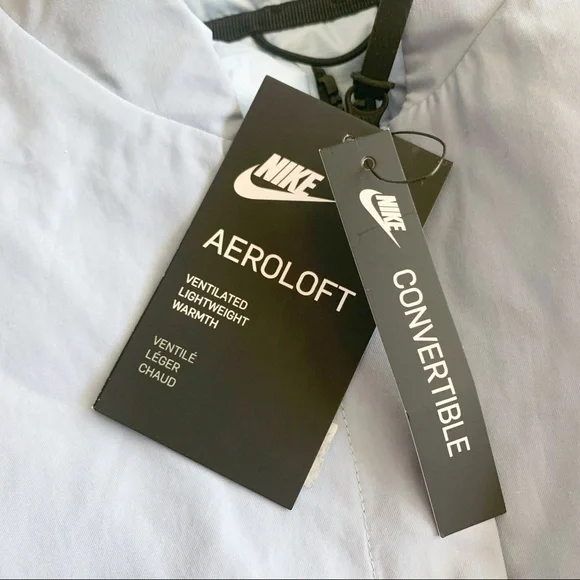 NIKE
AEROLOFT
VENTILATED
LIGHTWEIGHT
WARMTH
VENTILÉ
LÉGER
CHAUD
NIKE
CONVERTIBLE